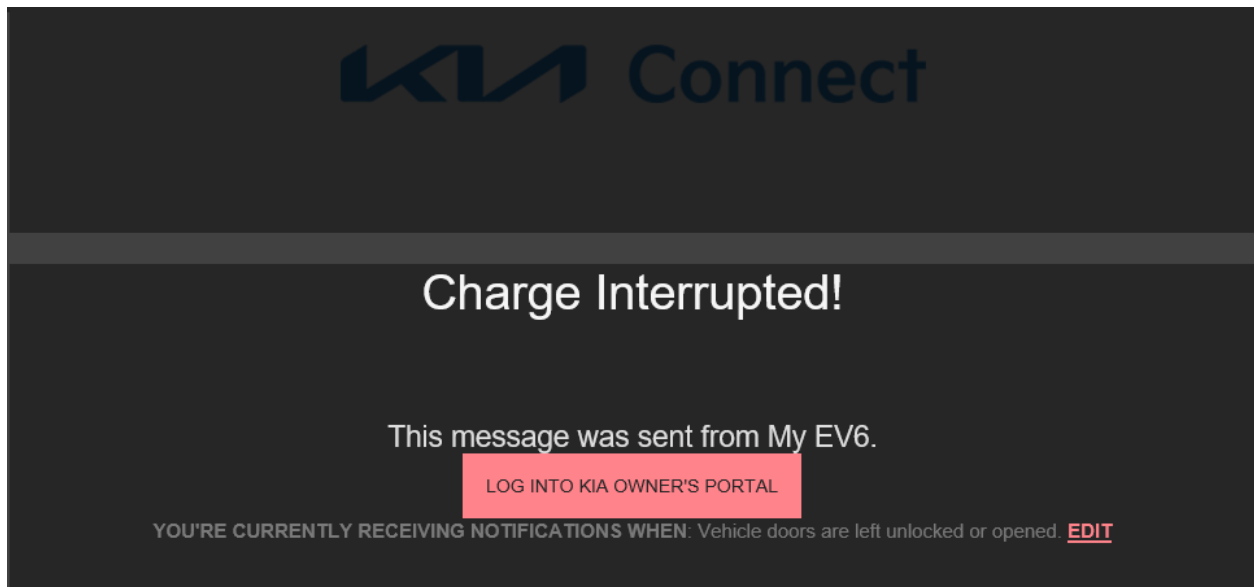 KIA Connect
Charge Interrupted!
This message was sent from My EV6.
LOG INTO KIA OWNER'S PORTAL
YOU'RE CURRENTLY RECEIVING NOTIFICATIONS WHEN: Vehicle doors are left unlocked or opened. EDIT